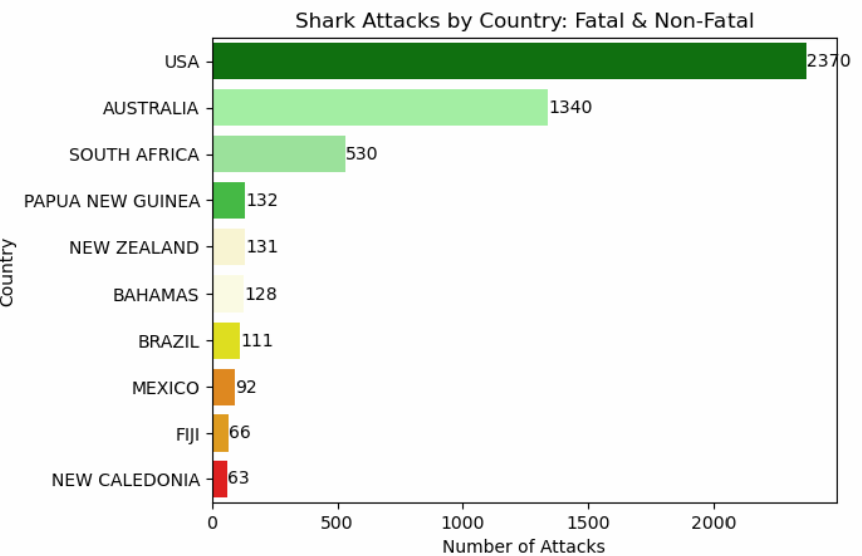 Shark Attacks by Country: Fatal & Non-Fatal
Country
USA 2370
AUSTRALIA 1340
SOUTH AFRICA 530
PAPUA NEW GUINEA 132
NEW ZEALAND 131
BAHAMAS 128
BRAZIL 111
MEXICO 92
FIJI 66
NEW CALEDONIA 63
0 500 1000 1500 2000
Number of Attacks